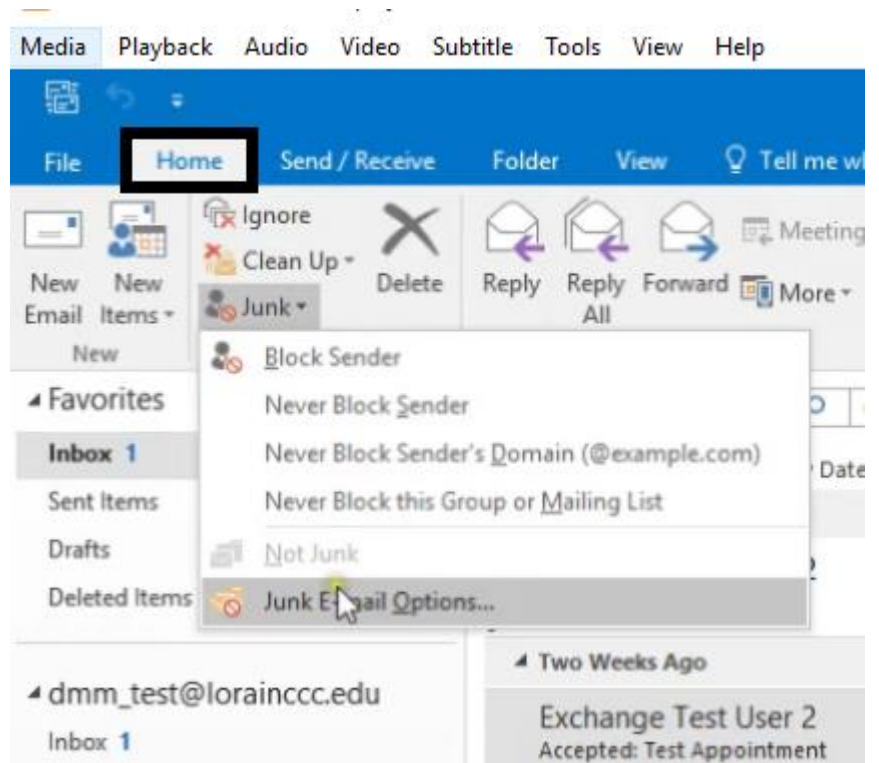 Media Playback Audio Video Subtitle Tools View Help
File Home Send / Receive Folder View Tell me
Ignore
Clean Up
Junk
New Email
New Items
Delete
Reply
Reply All
Forward
Meeting
More
New
Block Sender
Never Block Sender
Never Block Sender's Domain (@example.com)
Never Block this Group or Mailing List
Not Junk
Junk E-mail Options...
Favorites
Inbox 1
Sent Items
Drafts
Deleted Items
Date
2
Two Weeks Ago
dmm_test@lorainccc.edu
Inbox 1
Exchange Test User 2
Accepted: Test Appointment